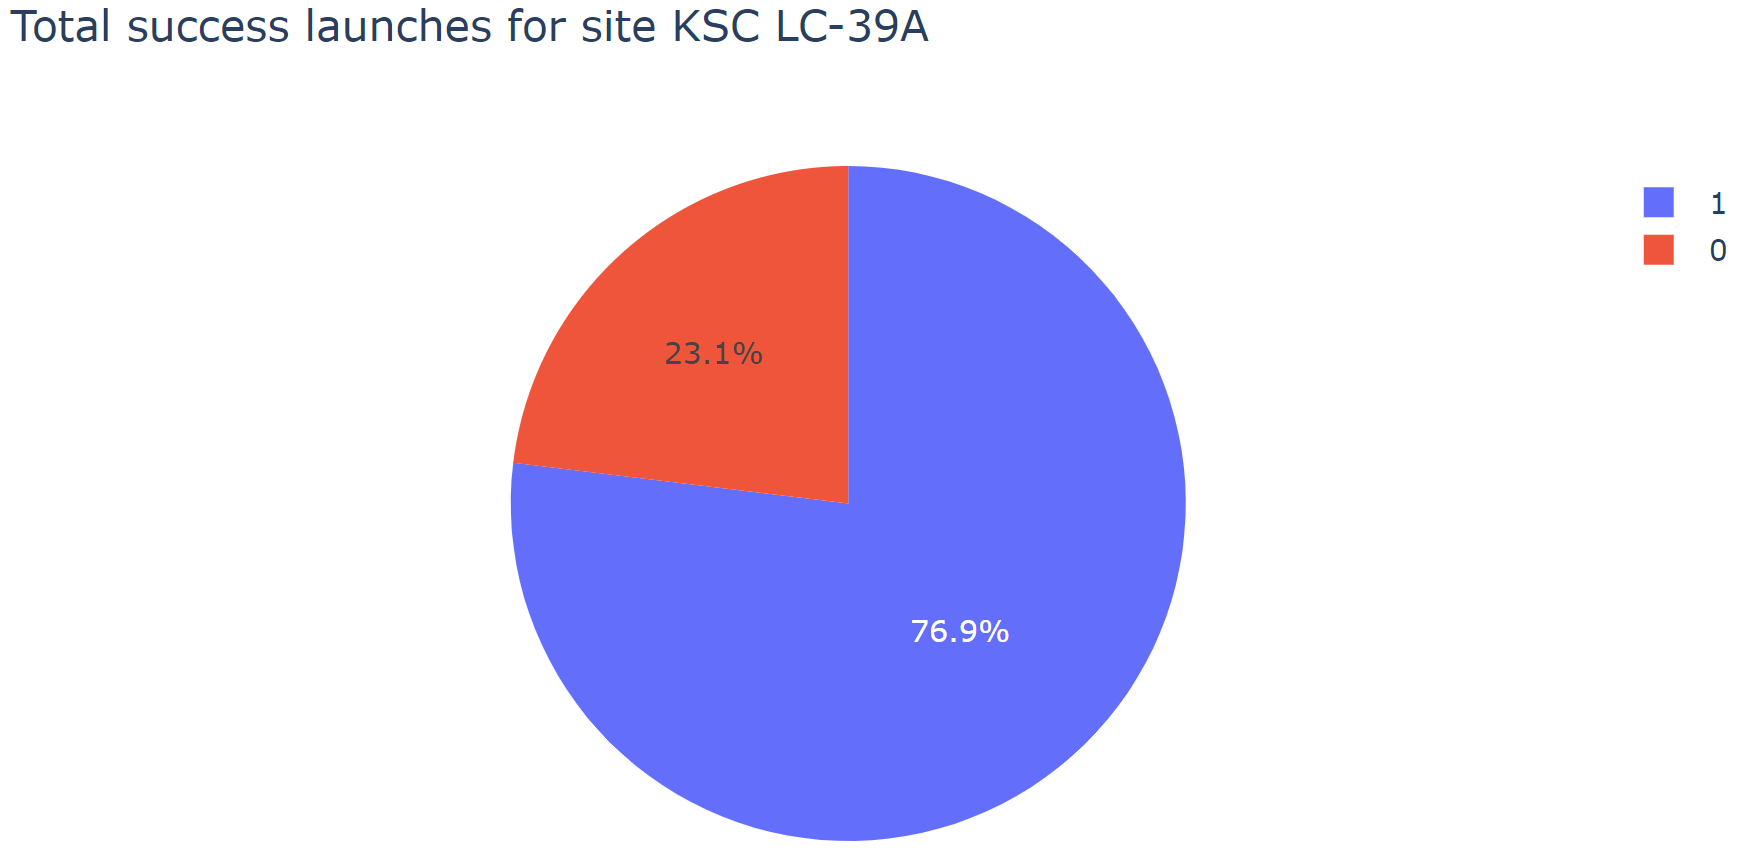 Total success launches for site KSC LC-39A
1
0
23.1%
76.9%